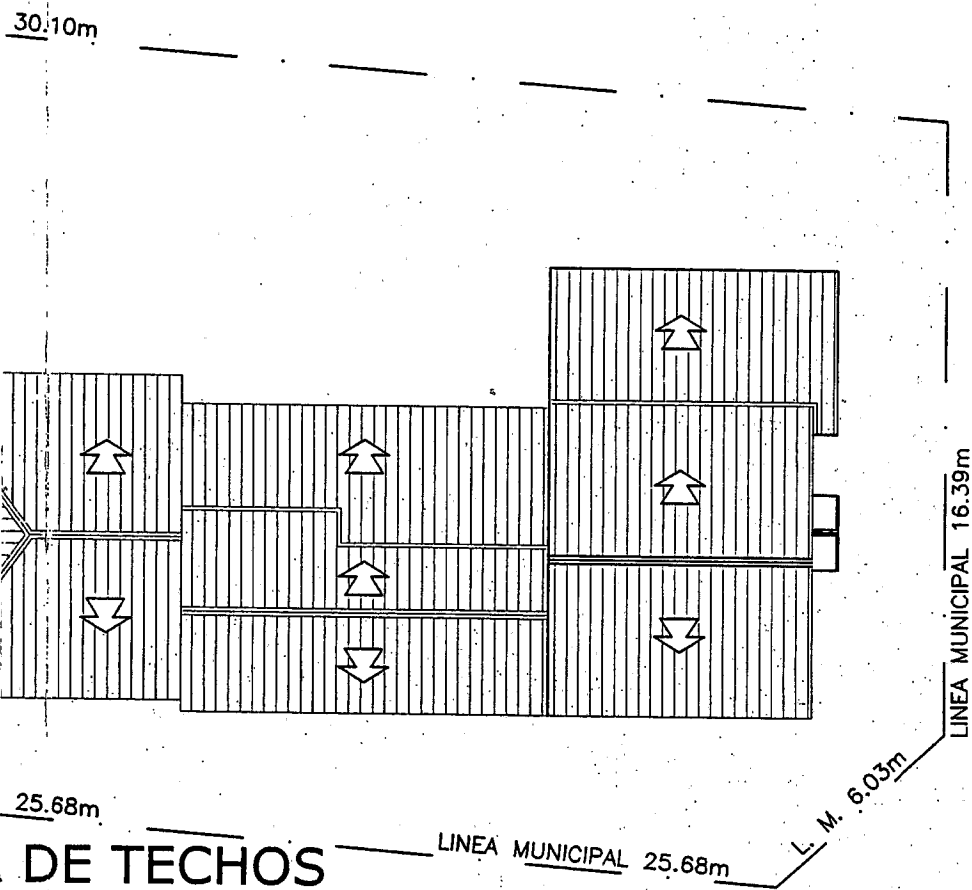 30.10m
LINEA MUNICIPAL 16.39m
L. M. 6.03m
25.68m
LINEA MUNICIPAL 25.68m
DE TECHOS